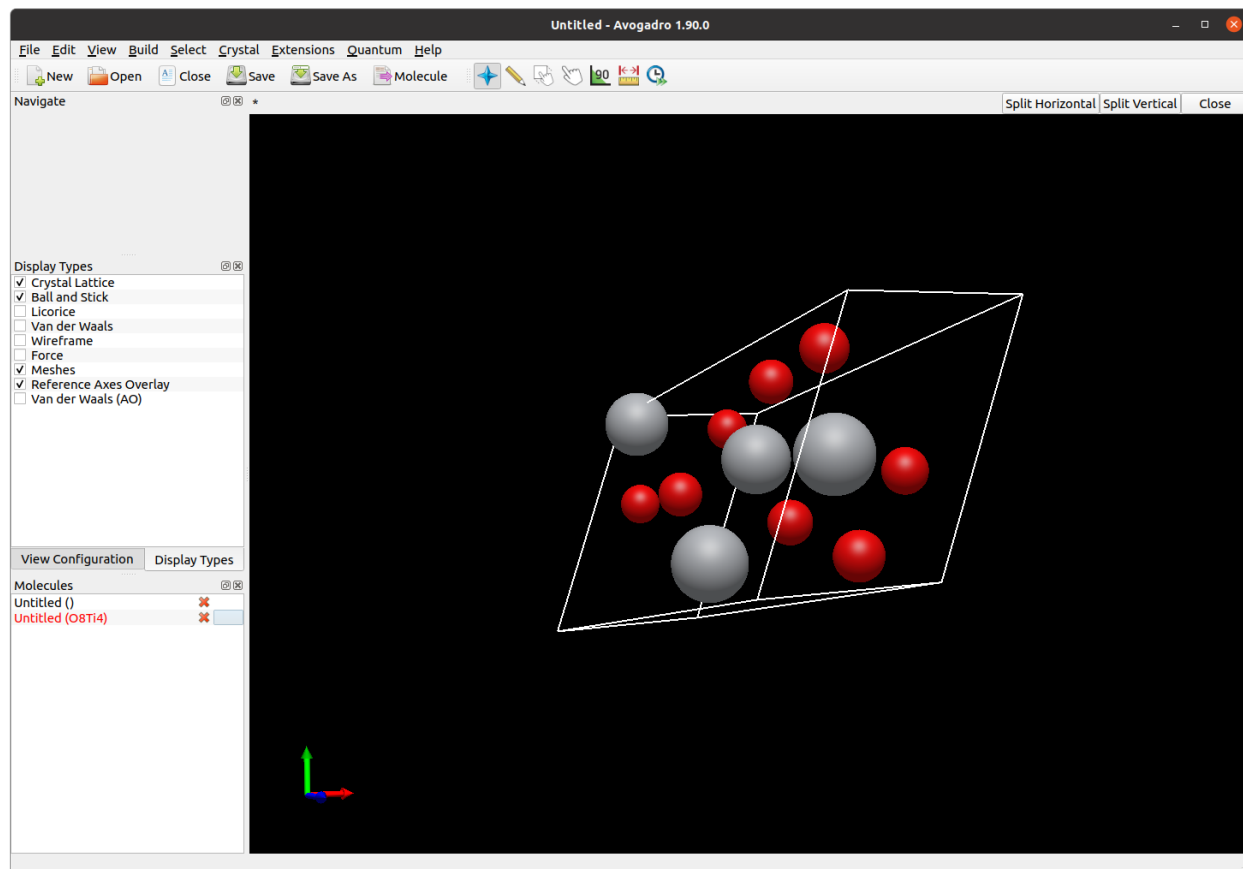 Untitled - Avogadro 1.90.0
File Edit View Build Select Crystal Extensions Quantum Help
New Open Close Save Save As Molecule 90
Navigate * Split Horizontal Split Vertical Close
Display Types
Crystal Lattice
Ball and Stick
Licorice
Van der Waals
Wireframe
Force
Meshes
Reference Axes Overlay
Van der Waals (AO)
View Configuration Display Types
Molecules
Untitled ()
Untitled (O8Ti4)